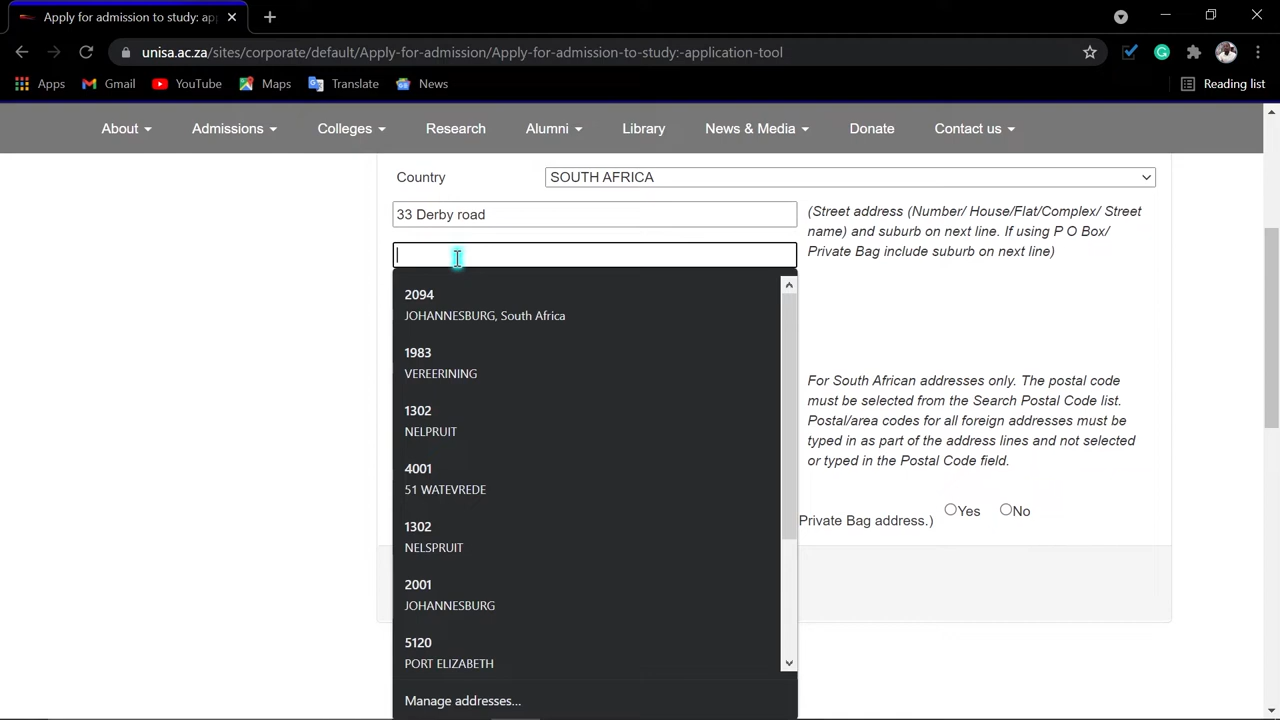 Apply for admission to study: ap
unisa.ac.za/sites/corporate/default/Apply-for-admission/Apply-for-admission-to-study:-application-tool
Apps
Gmail
YouTube
Maps
Translate
News
Reading list
About
Admissions
Colleges
Research
Alumni
Library
News & Media
Donate
Contact us
Country
SOUTH AFRICA
33 Derby road
(Street address (Number/ House/Flat/Complex/ Street
name) and suburb on next line. If using P O Box/
Private Bag include suburb on next line)
2094
JOHANNESBURG, South Africa
1983
VEREERINING
1302
NELPRUIT
4001
51 WATEVREDE
1302
NELSPRUIT
2001
JOHANNESBURG
5120
PORT ELIZABETH
Manage addresses...
For South African addresses only. The postal code
must be selected from the Search Postal Code list.
Postal/area codes for all foreign addresses must be
typed in as part of the address lines and not selected
or typed in the Postal Code field.
Private Bag address.)
Yes
No